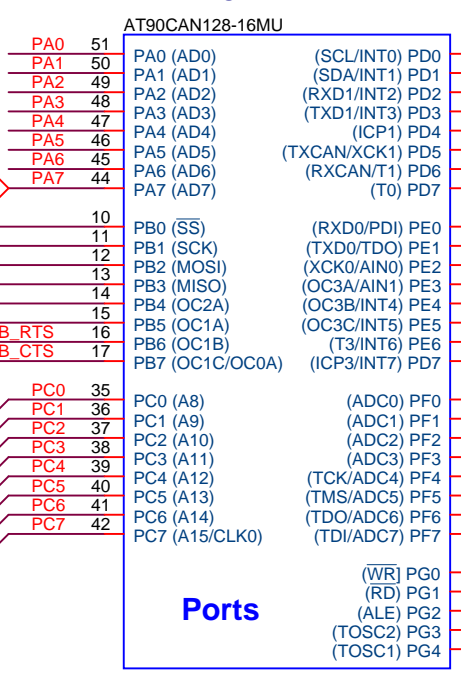 AT90CAN128-16MU
PA0 51 PA0 (AD0) (SCL/INT0) PD0
PA1 50 PA1 (AD1) (SDA/INT1) PD1
PA2 49 PA2 (AD2) (RXD1/INT2) PD2
PA3 48 PA3 (AD3) (TXD1/INT3) PD3
PA4 47 PA4 (AD4) (ICP1) PD4
PA5 46 PA5 (AD5) (TXCAN/XCK1) PD5
PA6 45 PA6 (AD6) (RXCAN/T1) PD6
PA7 44 PA7 (AD7) (T0) PD7
10 PB0 (SS) (RXD0/PDI) PE0
11 PB1 (SCK) (TXD0/TDO) PE1
12 PB2 (MOSI) (XCK0/AIN0) PE2
13 PB3 (MISO) (OC3A/AIN1) PE3
14 PB4 (OC2A) (OC3B/INT4) PE4
15 PB5 (OC1A) (OC3C/INT5) PE5
B_RTS 16 PB6 (OC1B) (T3/INT6) PE6
B_CTS 17 PB7 (OC1C/OC0A) (ICP3/INT7) PD7
PC0 35 PC0 (A8) (ADC0) PF0
PC1 36 PC1 (A9) (ADC1) PF1
PC2 37 PC2 (A10) (ADC2) PF2
PC3 38 PC3 (A11) (ADC3) PF3
PC4 39 PC4 (A12) (TCK/ADC4) PF4
PC5 40 PC5 (A13) (TMS/ADC5) PF5
PC6 41 PC6 (A14) (TDO/ADC6) PF6
PC7 42 PC7 (A15/CLK0) (TDI/ADC7) PF7
(WR] PG0
(RD) PG1
Ports (ALE) PG2
(TOSC2) PG3
(TOSC1) PG4